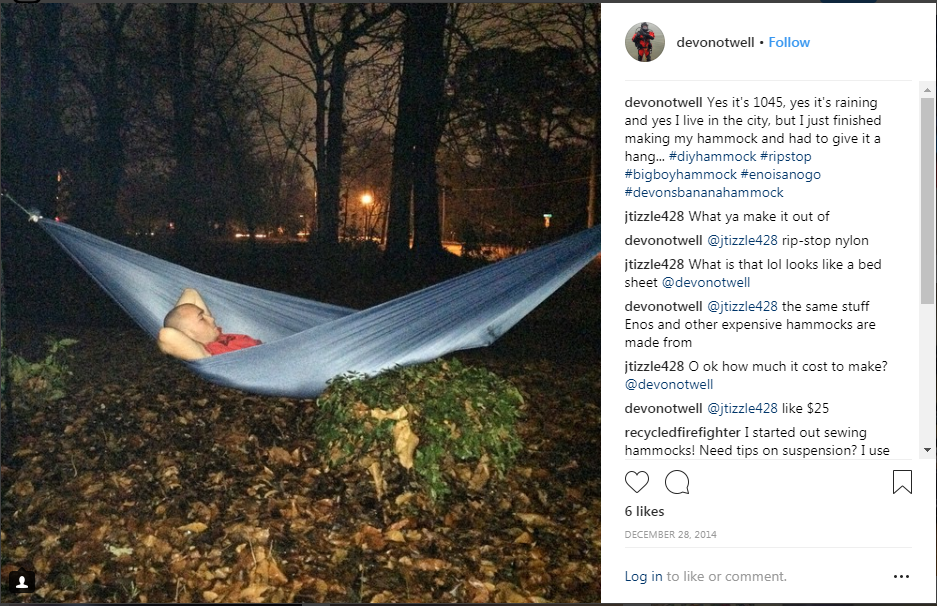 devonotwell • Follow
devonotwell Yes it's 1045, yes it's raining
and yes I live in the city, but I just finished
making my hammock and had to give it a
hang... #diyhammock #ripstop
#bigboyhammock #enoisanogo
#devonsbananahammock
jtizzle428 What ya make it out of
devonotwell @jtizzle428 rip-stop nylon
jtizzle428 What is that lol looks like a bed
sheet @devonotwell
devonotwell @jtizzle428 the same stuff
Enos and other expensive hammocks are
made from
jtizzle428 O ok how much it cost to make?
@devonotwell
devonotwell @jtizzle428 like $25
recycledfirefighter I started out sewing
hammocks! Need tips on suspension? I use
6 likes
DECEMBER 28, 2014
Log in to like or comment.